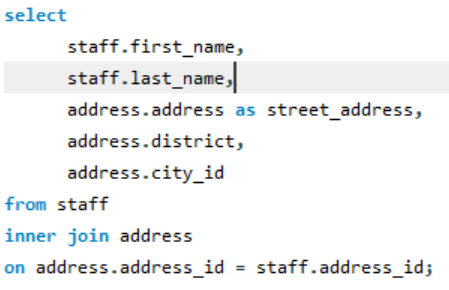 select
staff.first_name,
staff.last_name,
address.address as street_address,
address.district,
address.city_id
from staff
inner join address
on address.address_id = staff.address_id;